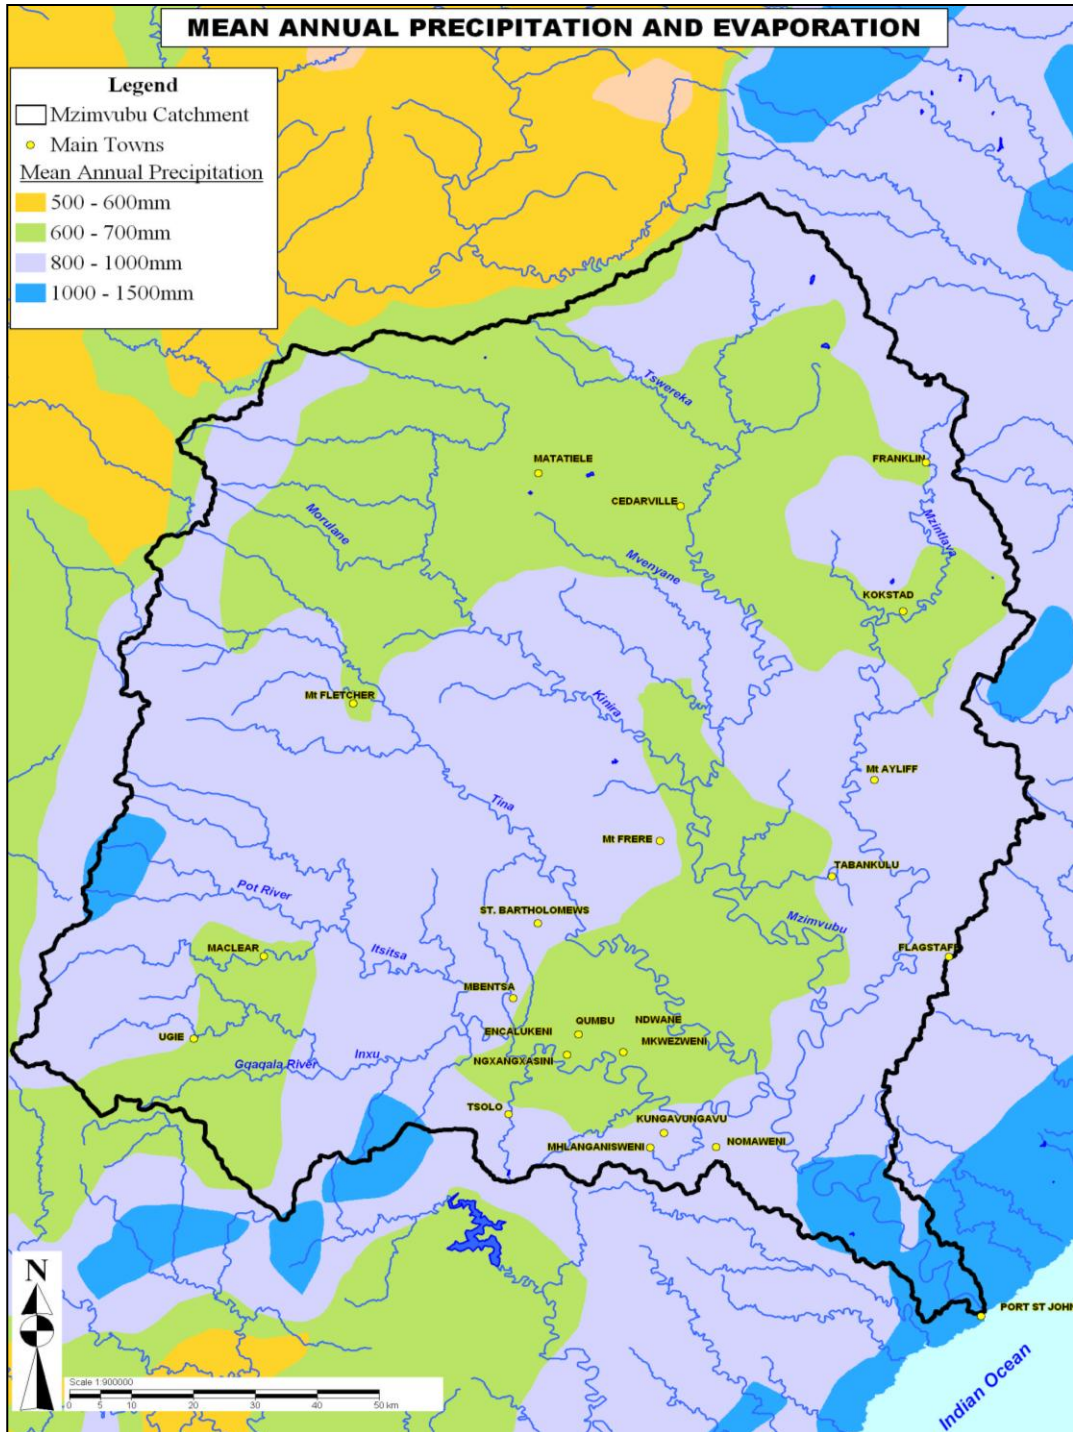 MEAN ANNUAL PRECIPITATION AND EVAPORATION
Legend
Mzimvubu Catchment
Main Towns
Mean Annual Precipitation
500 - 600mm
600 - 700mm
800 - 1000mm
1000 - 1500mm
Tswereka
MATATIELE
FRANKLIN
CEDARVILLE
Morulane
Mzintlava
Mvenyane
KOKSTAD
Mt FLETCHER
Kinira
Mt AYLIFF
Tina
Mt FRERE
TABANKULU
Pot River
ST. BARTHOLOMEWS
Mzimvubu
MACLEAR
Itsitsa
FLAGSTAFF
MBENTSA
ENCALUKENI
QUMBU
NDWANE
UGIE
Inxu
MKWEZWENI
Gqaqala River
NGXANGXASINI
TSOLO
KUNGAVUNGAVU
MHLANGANISWENI
NOMAWENI
N
PORT ST JOHN
Scale 1:900000
0 5 10 20 30 40 50 km
Indian Ocean